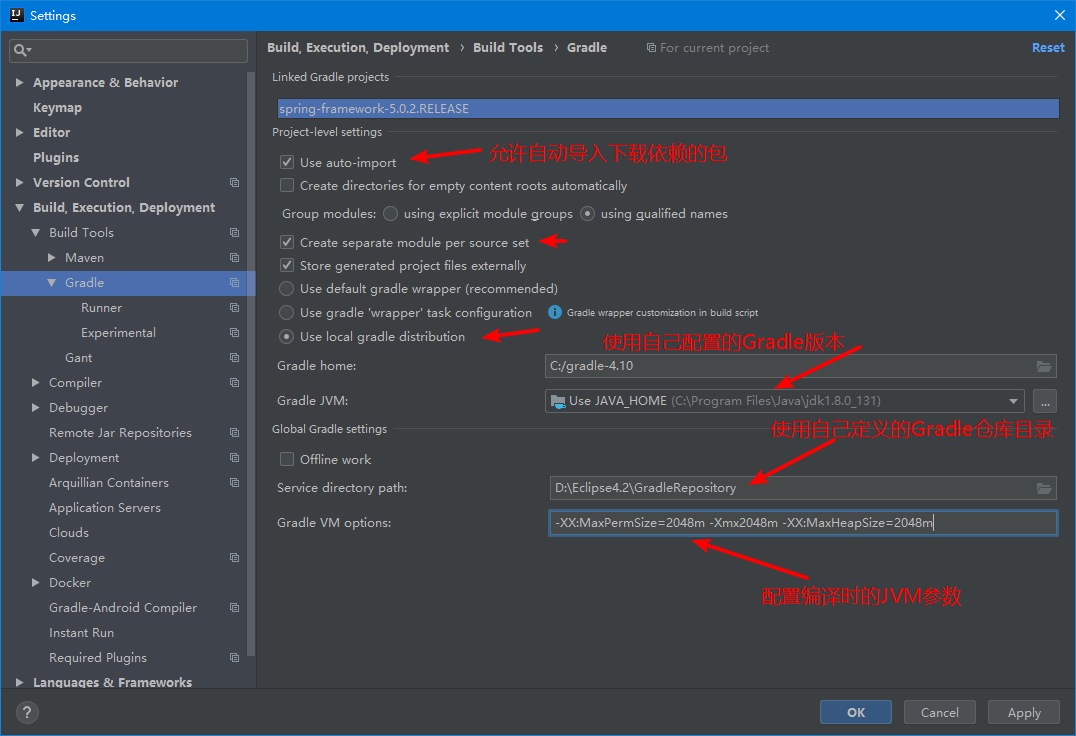 Settings
Build, Execution, Deployment › Build Tools › Gradle For current project Reset
Appearance & Behavior
Keymap
Editor
Plugins
Version Control
Build, Execution, Deployment
Build Tools
Maven
Gradle
Runner
Experimental
Gant
Compiler
Debugger
Remote Jar Repositories
Deployment
Arquillian Containers
Application Servers
Clouds
Coverage
Docker
Gradle-Android Compiler
Instant Run
Required Plugins
Languages & Frameworks
Linked Gradle projects
spring-framework-5.0.2.RELEASE
Project-level settings
Use auto-import 允许自动导入下载依赖的包
Create directories for empty content roots automatically
Group modules: using explicit module groups using qualified names
Create separate module per source set
Store generated project files externally
Use default gradle wrapper (recommended)
Use gradle 'wrapper' task configuration Gradle wrapper customization in build script
Use local gradle distribution
使用自己配置的Gradle版本
Gradle home: C:/gradle-4.10
Gradle JVM: Use JAVA_HOME (C:\Program Files\Java\jdk1.8.0_131) ...
Global Gradle settings
使用自己定义的Gradle仓库目录
Offline work
Service directory path: D:\Eclipse4.2\GradleRepository
Gradle VM options: -XX:MaxPermSize=2048m -Xmx2048m -XX:MaxHeapSize=2048m
配置编译时的JVM参数
? OK Cancel Apply